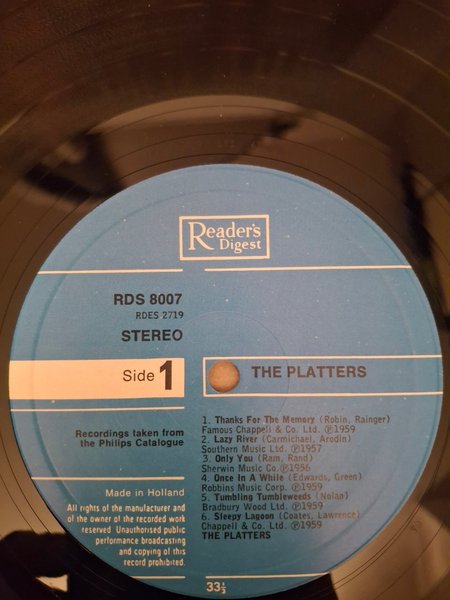 Reader's
Digest
RDS 8007
RDES 2719
STEREO
Side 1
THE PLATTERS
Recordings taken from
the Philips Catalogue
1. Thanks For The Memory (Robin, Rainger)
Famous Chappell & Co. Ltd. ℗1959
2. Lazy River (Carmichael, Arodin)
Southern Music Ltd. ℗1957
3. Only You (Ram, Rand)
Sherwin Music Co. ℗1956
4. Once In A While (Edwards, Green)
Robbins Music Corp. ℗1959
5. Tumbling Tumbleweeds (Nolan)
Bradbury Wood Ltd. ℗1959
6. Sleepy Lagoon (Coates, Lawrence)
Chappell & Co. Ltd. ℗1959
THE PLATTERS
Made in Holland
All rights of the manufacturer and
of the owner of the recorded work
reserved. Unauthorised public
performance broadcasting
and copying of this
record prohibited.
33⅓